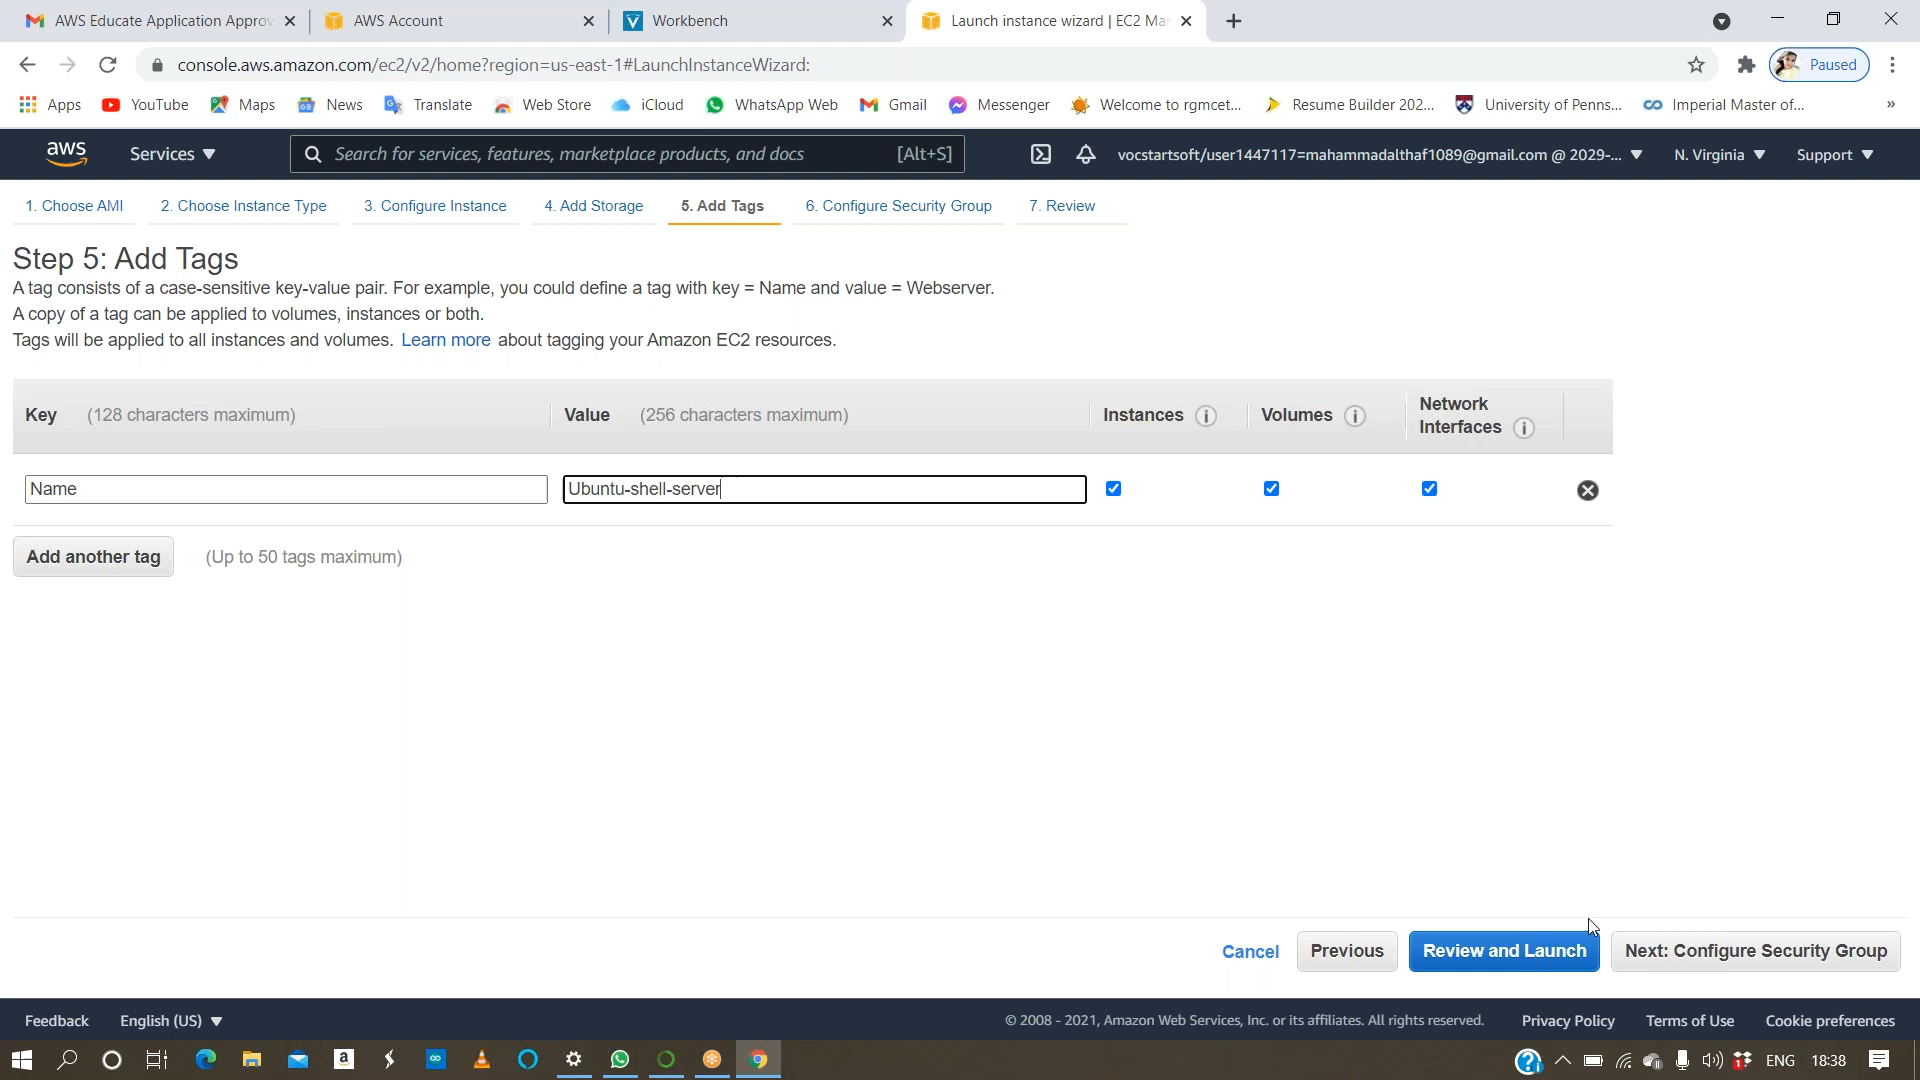 AWS Educate Application Approv
AWS Account
Workbench
Launch instance wizard | EC2 Ma
console.aws.amazon.com/ec2/v2/home?region=us-east-1#LaunchInstanceWizard:
Paused
Apps
YouTube
Maps
News
Translate
Web Store
iCloud
WhatsApp Web
Gmail
Messenger
Welcome to rgmcet...
Resume Builder 202...
University of Penns...
Imperial Master of...
»
aws
Services
Search for services, features, marketplace products, and docs
[Alt+S]
vocstartsoft/user1447117=mahammadalthaf1089@gmail.com @ 2029-...
N. Virginia
Support
1. Choose AMI
2. Choose Instance Type
3. Configure Instance
4. Add Storage
5. Add Tags
6. Configure Security Group
7. Review
Step 5: Add Tags
A tag consists of a case-sensitive key-value pair. For example, you could define a tag with key = Name and value = Webserver.
A copy of a tag can be applied to volumes, instances or both.
Tags will be applied to all instances and volumes. Learn more about tagging your Amazon EC2 resources.
Key (128 characters maximum)
Value (256 characters maximum)
Instances
Volumes
Network
Interfaces
Name
Ubuntu-shell-server
Add another tag
(Up to 50 tags maximum)
Cancel
Previous
Review and Launch
Next: Configure Security Group
Feedback
English (US)
© 2008 - 2021, Amazon Web Services, Inc. or its affiliates. All rights reserved.
Privacy Policy
Terms of Use
Cookie preferences
ENG
18:38